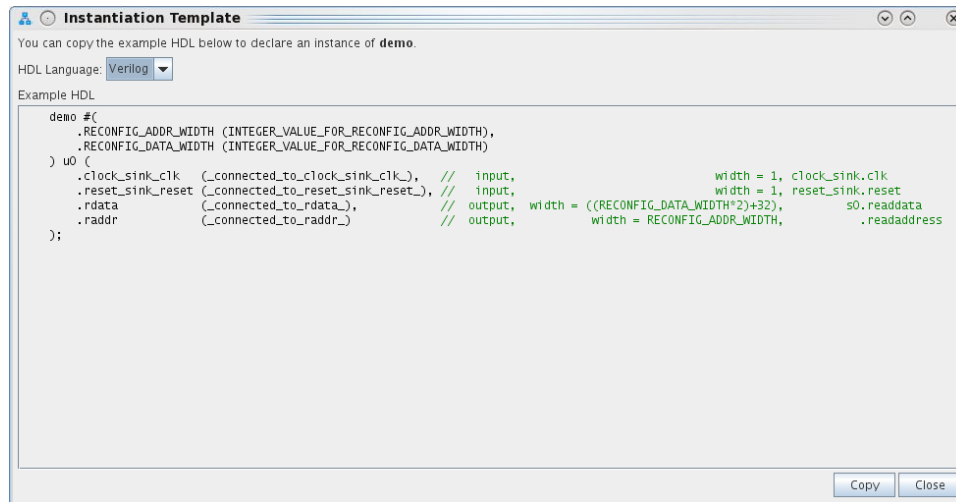 Instantiation Template
You can copy the example HDL below to declare an instance of demo.
HDL Language: Verilog
Example HDL
demo #(
.RECONFIG_ADDR_WIDTH (INTEGER_VALUE_FOR_RECONFIG_ADDR_WIDTH),
.RECONFIG_DATA_WIDTH (INTEGER_VALUE_FOR_RECONFIG_DATA_WIDTH)
) u0 (
.clock_sink_clk (_connected_to_clock_sink_clk_), // input, width = 1, clock_sink.clk
.reset_sink_reset (_connected_to_reset_sink_reset_), // input, width = 1, reset_sink.reset
.rdata (_connected_to_rdata_), // output, width = ((RECONFIG_DATA_WIDTH*2)+32), s0.readdata
.raddr (_connected_to_raddr_) // output, width = RECONFIG_ADDR_WIDTH, .readaddress
);
Copy Close